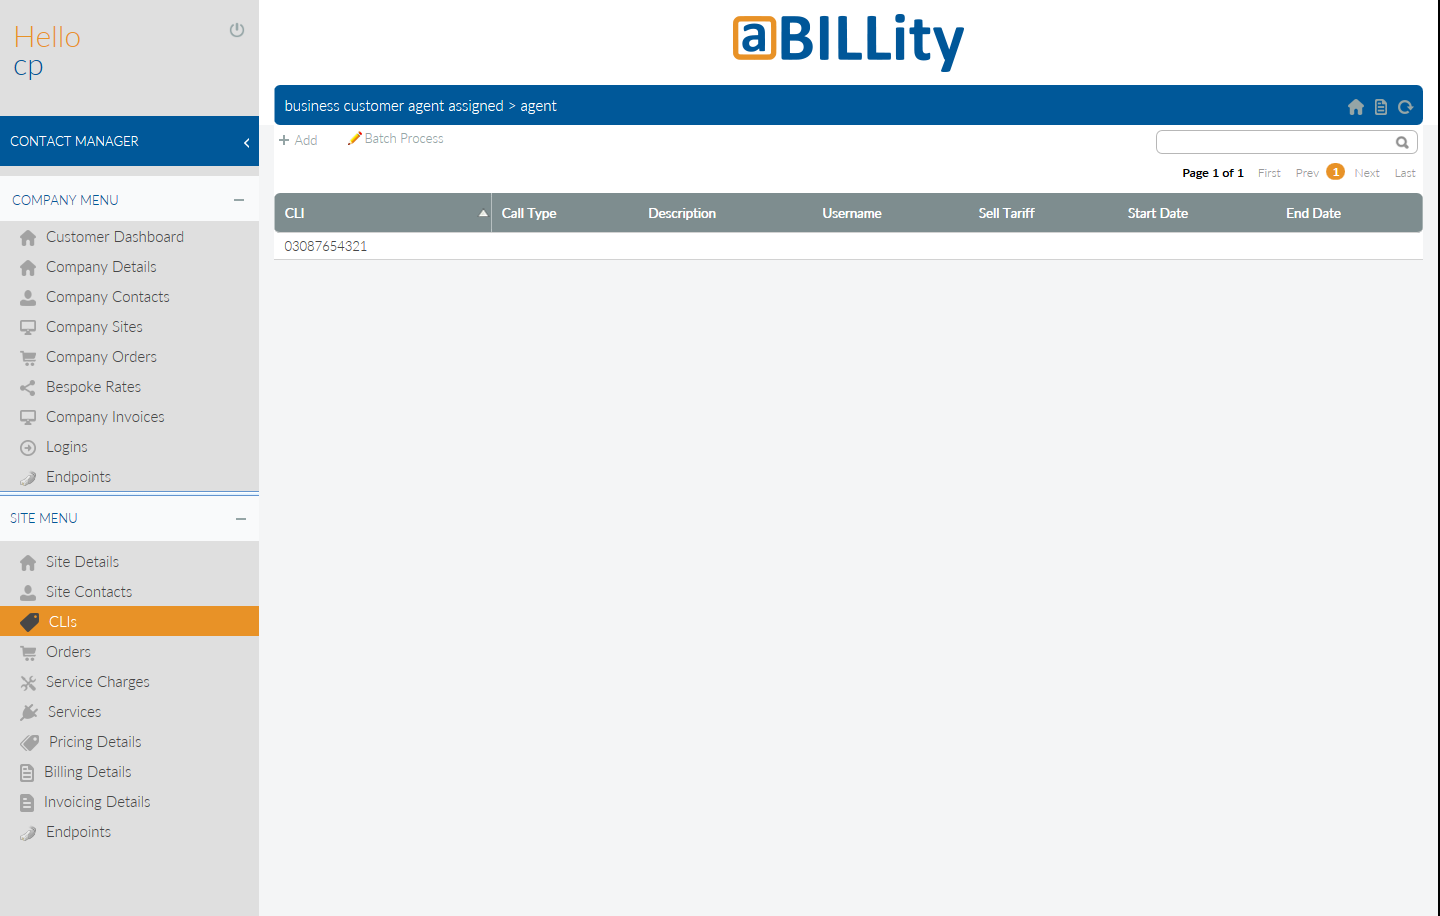 Hello
cp
CONTACT MANAGER
COMPANY MENU
Customer Dashboard
Company Details
Company Contacts
Company Sites
Company Orders
Bespoke Rates
Company Invoices
Logins
Endpoints
SITE MENU
Site Details
Site Contacts
CLIs
Orders
Service Charges
Services
Pricing Details
Billing Details
Invoicing Details
Endpoints
aBILLity
business customer agent assigned > agent
Add Batch Process
Page 1 of 1 First Prev 1 Next Last
CLI Call Type Description Username Sell Tariff Start Date End Date
03087654321